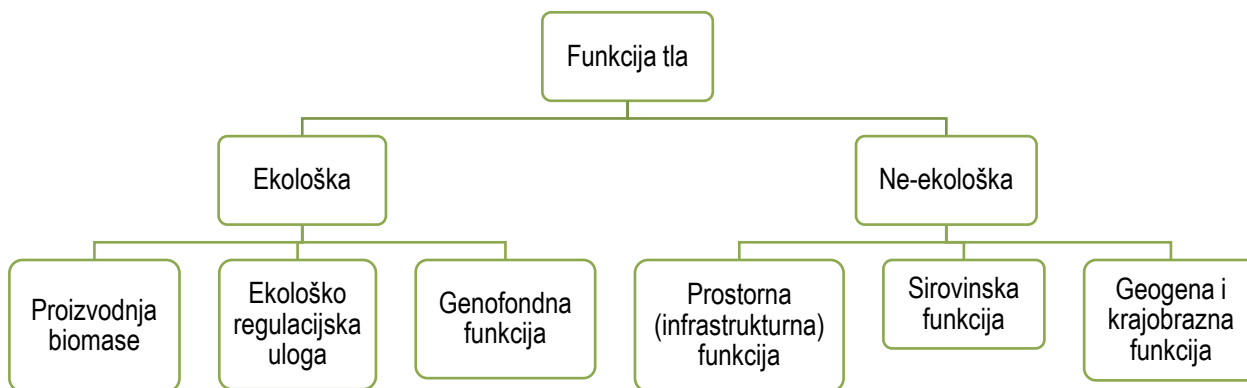 Funkcija tla
Ekološka
Ne-ekološka
Proizvodnja
biomase
Ekološko
regulacijska
uloga
Genofondna
funkcija
Prostorna
(infrastrukturna)
funkcija
Sirovinska
funkcija
Geogena i
krajobrazna
funkcija